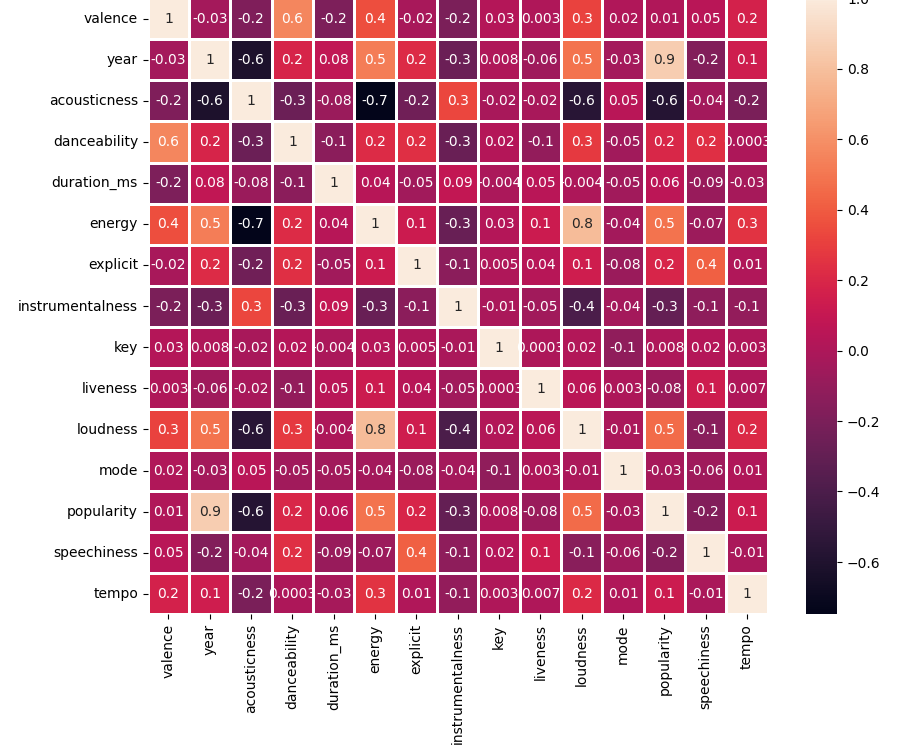 valence 1 -0.03 -0.2 0.6 -0.2 0.4 -0.02 -0.2 0.03 0.003 0.3 0.02 0.01 0.05 0.2
year -0.03 1 -0.6 0.2 0.08 0.5 0.2 -0.3 0.008 -0.06 0.5 -0.03 0.9 -0.2 0.1
acousticness -0.2 -0.6 1 -0.3 -0.08 -0.7 -0.2 0.3 -0.02 -0.02 -0.6 0.05 -0.6 -0.04 -0.2
danceability 0.6 0.2 -0.3 1 -0.1 0.2 0.2 -0.3 0.02 -0.1 0.3 -0.05 0.2 0.2 0.0003
duration_ms -0.2 0.08 -0.08 -0.1 1 0.04 -0.05 0.09 -0.004 0.05 -0.004 -0.05 0.06 -0.09 -0.03
energy 0.4 0.5 -0.7 0.2 0.04 1 0.1 -0.3 0.03 0.1 0.8 -0.04 0.5 -0.07 0.3
explicit -0.02 0.2 -0.2 0.2 -0.05 0.1 1 -0.1 0.005 0.04 0.1 -0.08 0.2 0.4 0.01
instrumentalness -0.2 -0.3 0.3 -0.3 0.09 -0.3 -0.1 1 -0.01 -0.05 -0.4 -0.04 -0.3 -0.1 -0.1
key 0.03 0.008 -0.02 0.02 -0.004 0.03 0.005 -0.01 1 0.0003 0.02 -0.1 0.008 0.02 0.003
liveness 0.003 -0.06 -0.02 -0.1 0.05 0.1 0.04 -0.05 0.0003 1 0.06 0.003 -0.08 0.1 0.007
loudness 0.3 0.5 -0.6 0.3 -0.004 0.8 0.1 -0.4 0.02 0.06 1 -0.01 0.5 -0.1 0.2
mode 0.02 -0.03 0.05 -0.05 -0.05 -0.04 -0.08 -0.04 -0.1 0.003 -0.01 1 -0.03 -0.06 0.01
popularity 0.01 0.9 -0.6 0.2 0.06 0.5 0.2 -0.3 0.008 -0.08 0.5 -0.03 1 -0.2 0.1
speechiness 0.05 -0.2 -0.04 0.2 -0.09 -0.07 0.4 -0.1 0.02 0.1 -0.1 -0.06 -0.2 1 -0.01
tempo 0.2 0.1 -0.2 0.0003 -0.03 0.3 0.01 -0.1 0.003 0.007 0.2 0.01 0.1 -0.01 1
valence year acousticness danceability duration_ms energy explicit instrumentalness key liveness loudness mode popularity speechiness tempo
1.0
0.8
0.6
0.4
0.2
0.0
−0.2
−0.4
−0.6